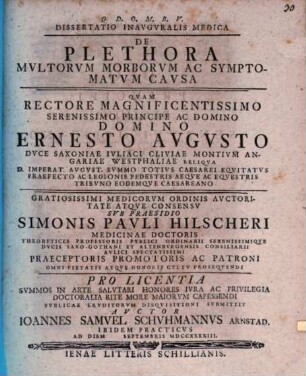 Q. D. O. M. B. V.
DISSERTATIO INAVGVRALIS MEDICA
DE
PLETHORA
MVLTORVM MORBORVM AC SYMPTO-
MATVM CAVSA
QVAM
RECTORE MAGNIFICENTISSIMO
SERENISSIMO PRINCIPE AC DOMINO
DOMINO
ERNESTO AVGVSTO
DVCE SAXONIAE IVLIACI CLIVIAE MONTIVM AN-
GARIAE WESTPHALIAE RELIQVA
D. IMPERAT. AVGVST. SVMMO TOTIVS CAESAREI EQVITATVS
PRAEFECTO AC LEGIONIS PEDESTRIS AEQVE AC EQVESTRIS
TRIBVNO EODEMQVE CAESAREANO
GRATIOSISSIMI MEDICORVM ORDINIS AVCTORI-
TATE ATQVE CONSENSV
SVB PRAESIDIO
SIMONIS PAVLI HILSCHERI
MEDICINAE DOCTORIS
THEORETICES PROFESSORIS PVBLICI ORDINARII SERENISSIMIQVE
DVCIS SAXO-GOTHANI ET ALTENBVRGENSIS CONSILIARII
AVLICI SPECTATISSIMI
PRAECEPTORIS PROMOTORIS AC PATRONI
OMNI PIETATIS ATQVE HONORIS CVLTV PROSEQVENDI
PRO LICENTIA
SVMMOS IN ARTE SALVTARI HONORES IVRA AC PRIVILEGIA
DOCTORALIA RITE MORE MAIORVM CAPESSENDI
PVBLICAE ERVDITORVM DISQVISITIONI SVBMITTIT
AVCTOR
IOANNES SAMVEL SCHVHMANNVS ARNSTAD.
IBIDEM PRACTICVS
AD DIEM SEPTEMBRIS MDCCXXXXIII.
IENAE LITTERIS SCHILLIANIS.